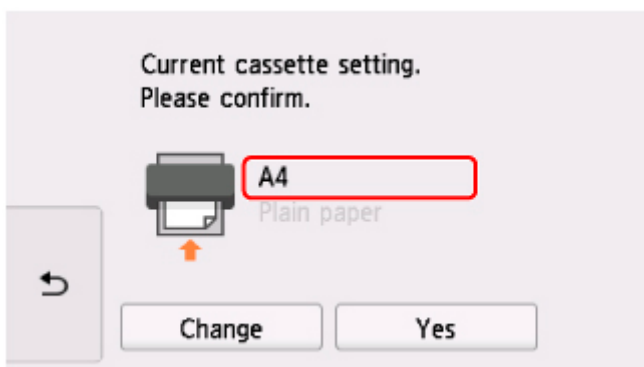 Current cassette setting.
Please confirm.
A4
Plain paper
Change
Yes